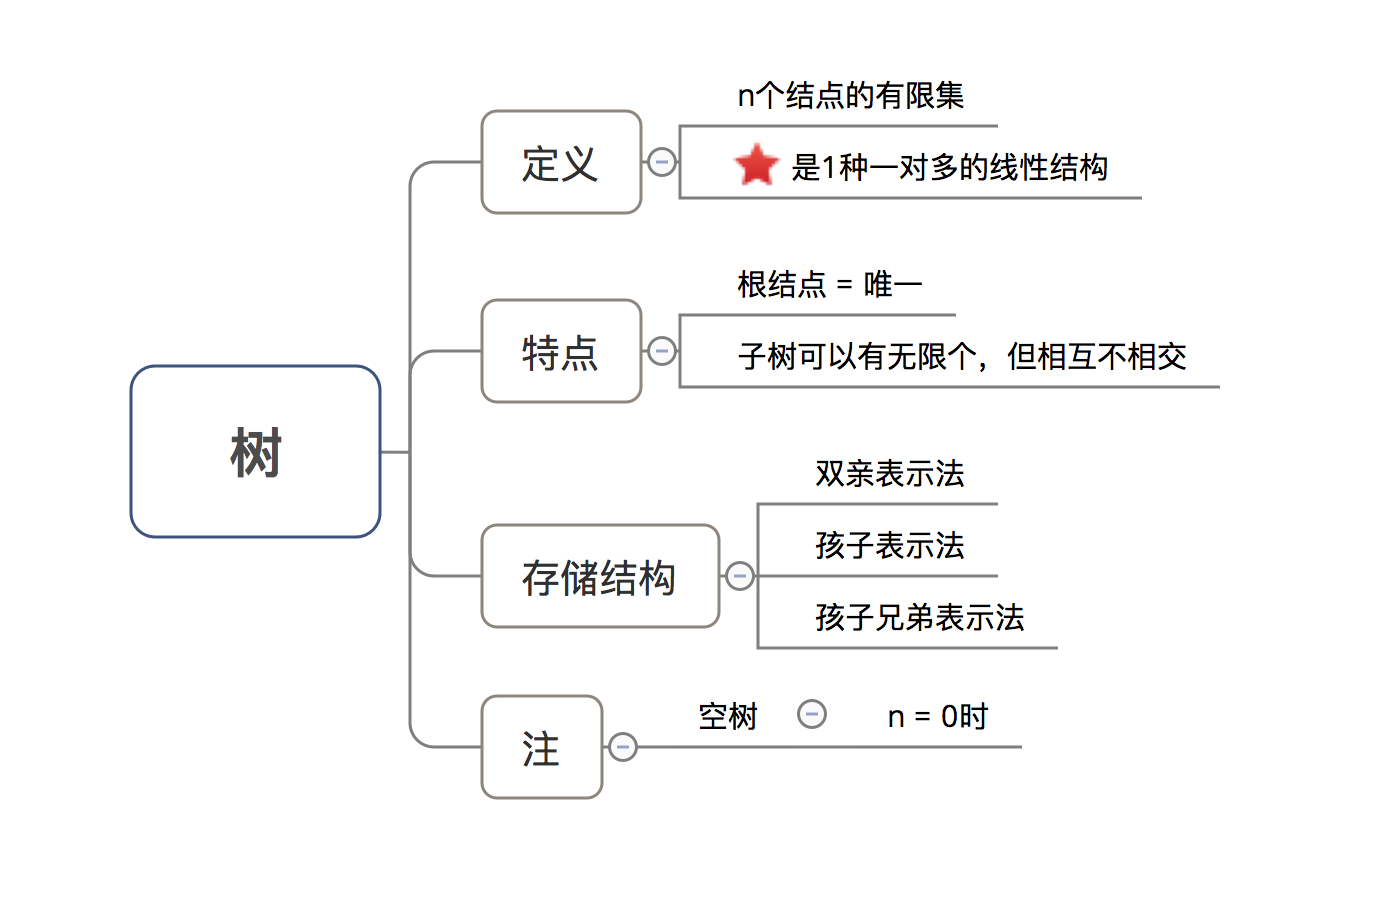 树
定义
n个结点的有限集
是1种一对多的线性结构
特点
根结点 = 唯一
子树可以有无限个，但相互不相交
存储结构
双亲表示法
孩子表示法
孩子兄弟表示法
注
空树
n = 0时